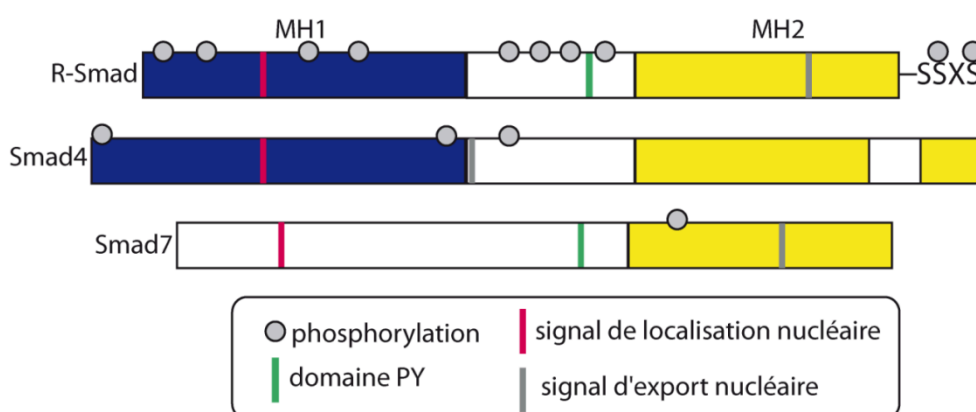 MH1 MH2
R-Smad SSXS
Smad4
Smad7
phosphorylation signal de localisation nucléaire
domaine PY signal d'export nucléaire